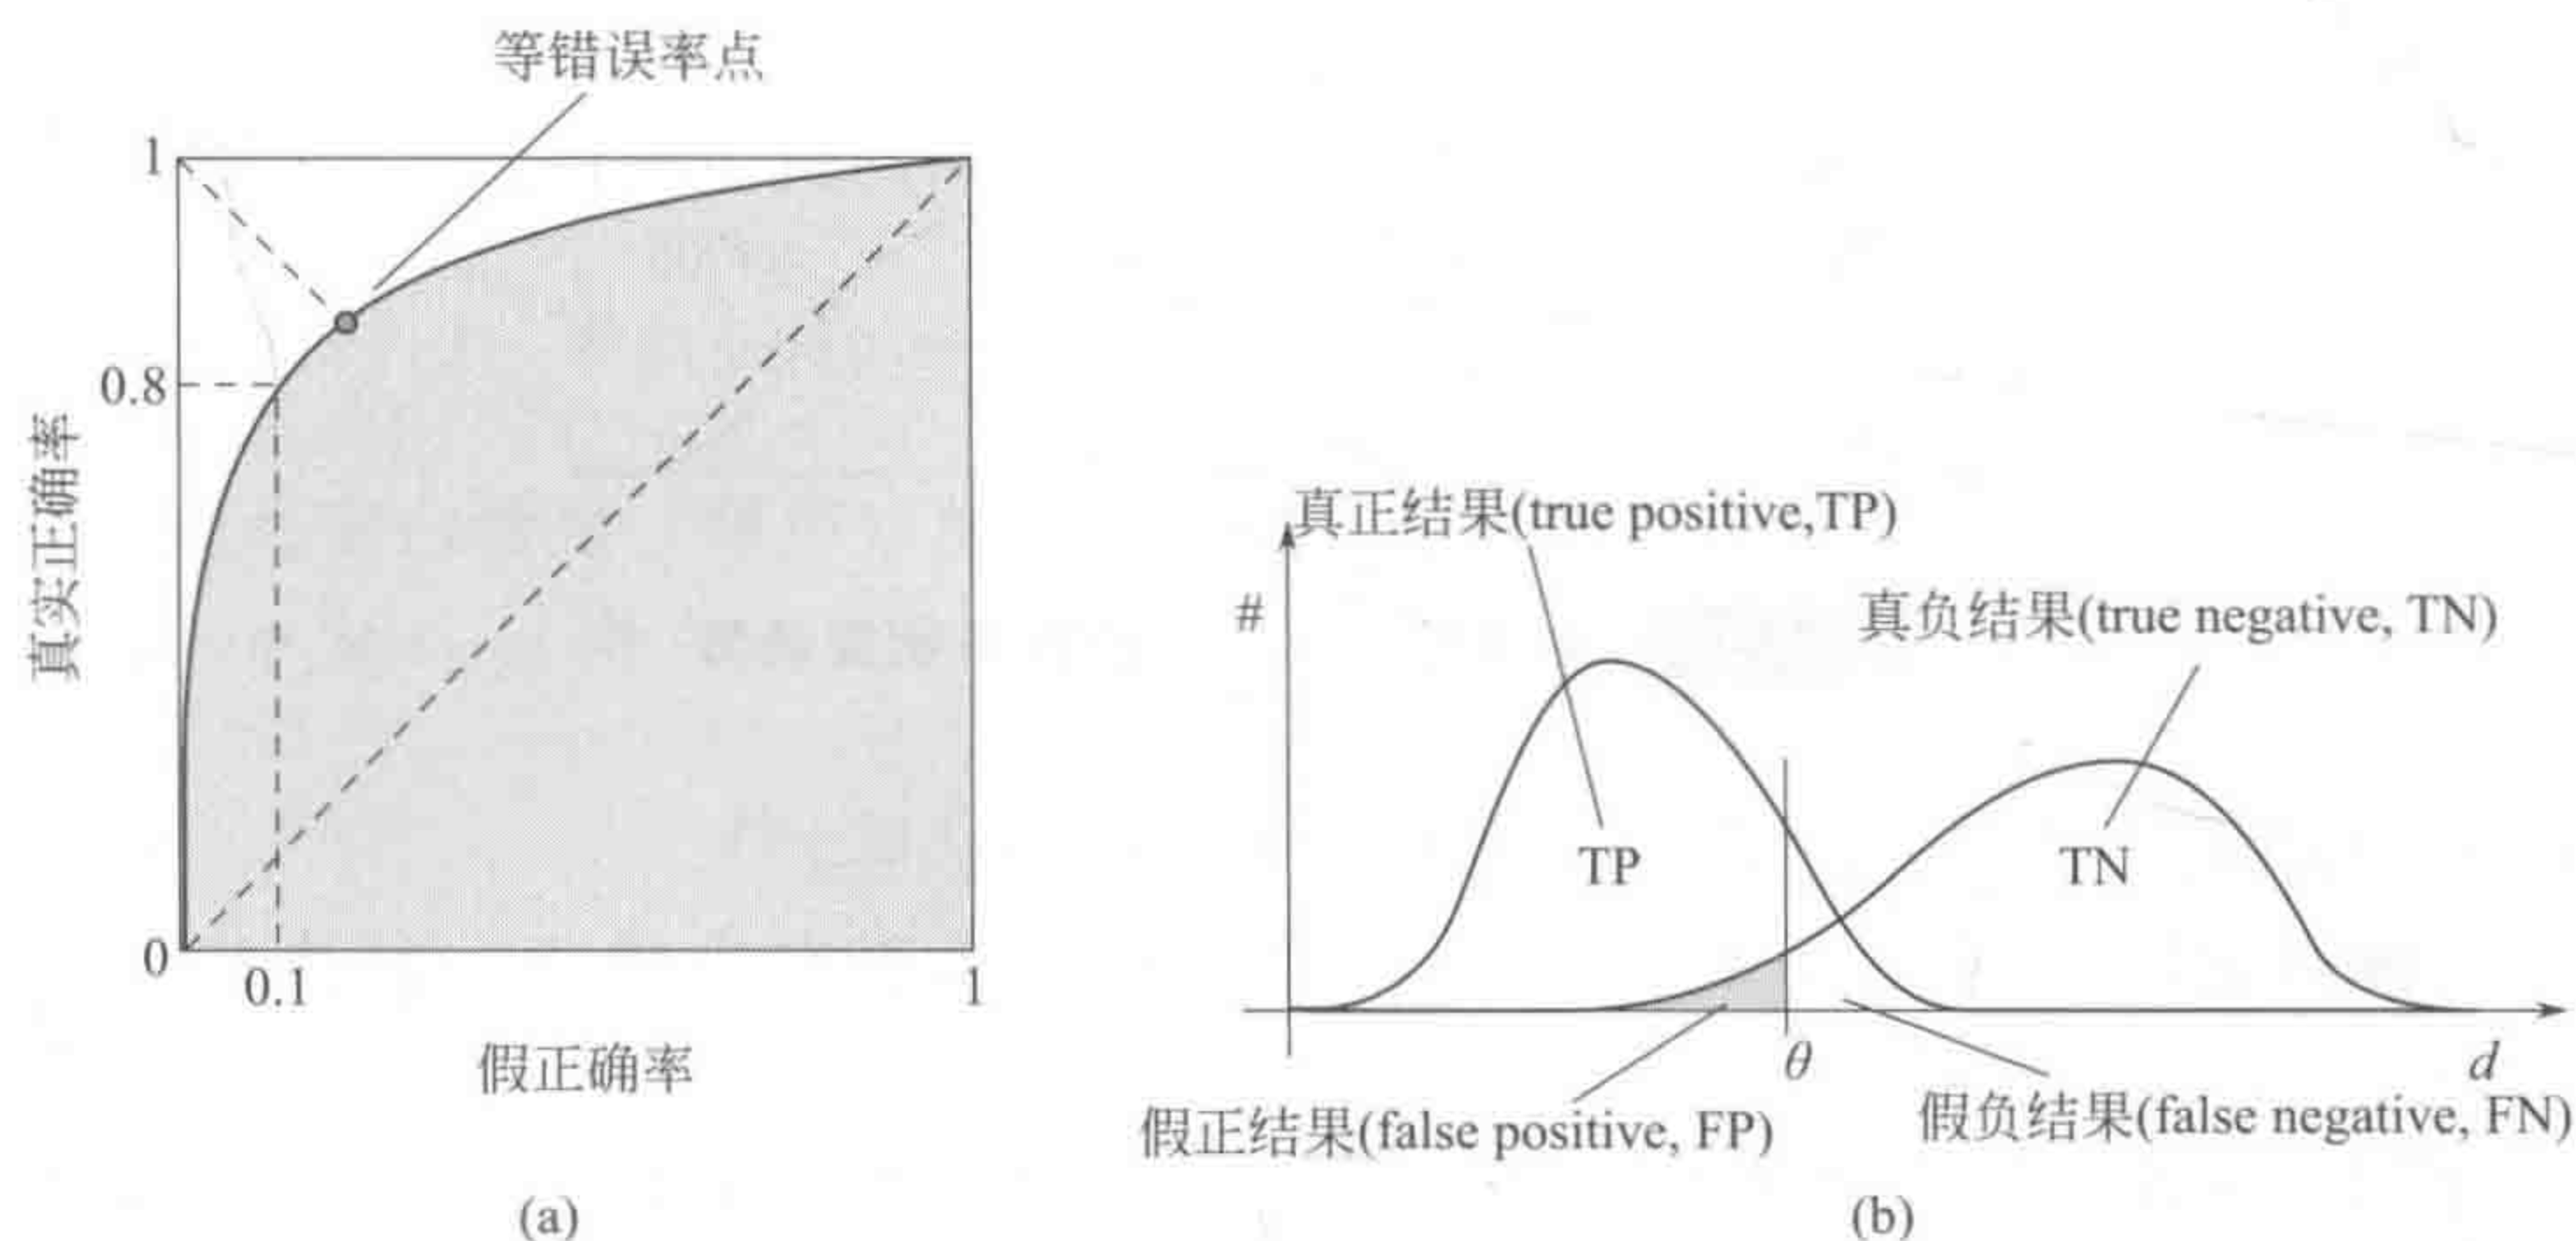 等错误率点
1
0.8
真实正确率
0
0.1
1
假正确率
(a)
真正结果(true positive,TP)
#
真负结果(true negative, TN)
TP
TN
θ
d
假正结果(false positive, FP)
假负结果(false negative, FN)
(b)